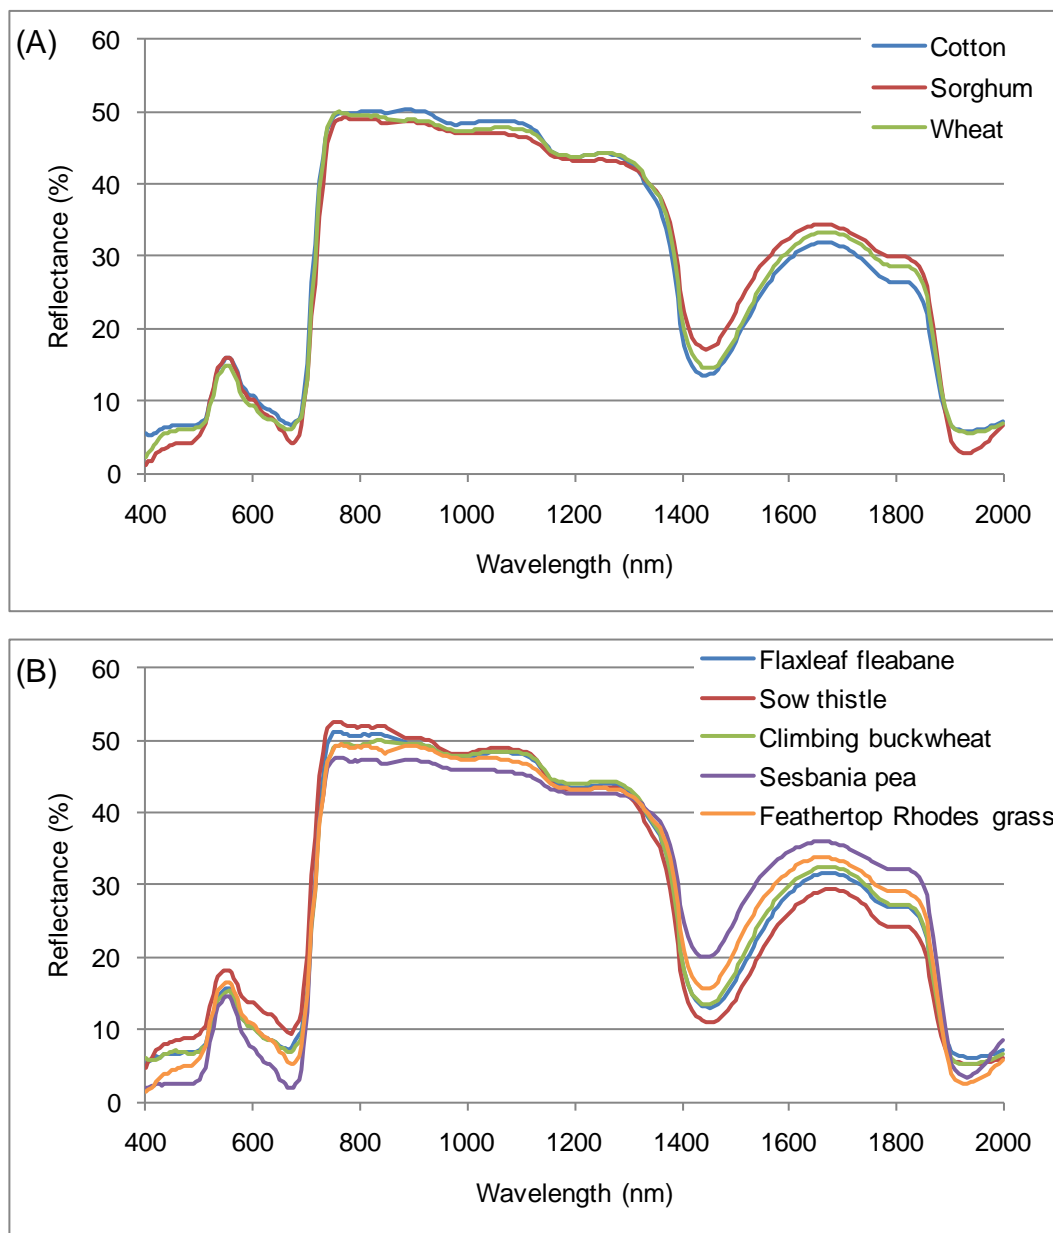 (A)
Cotton
Sorghum
Wheat
60
50
40
30
20
10
0
Reflectance (%)
400 600 800 1000 1200 1400 1600 1800 2000
Wavelength (nm)
(B)
Flaxleaf fleabane
Sow thistle
Climbing buckwheat
Sesbania pea
Feathertop Rhodes grass
60
50
40
30
20
10
0
Reflectance (%)
400 600 800 1000 1200 1400 1600 1800 2000
Wavelength (nm)